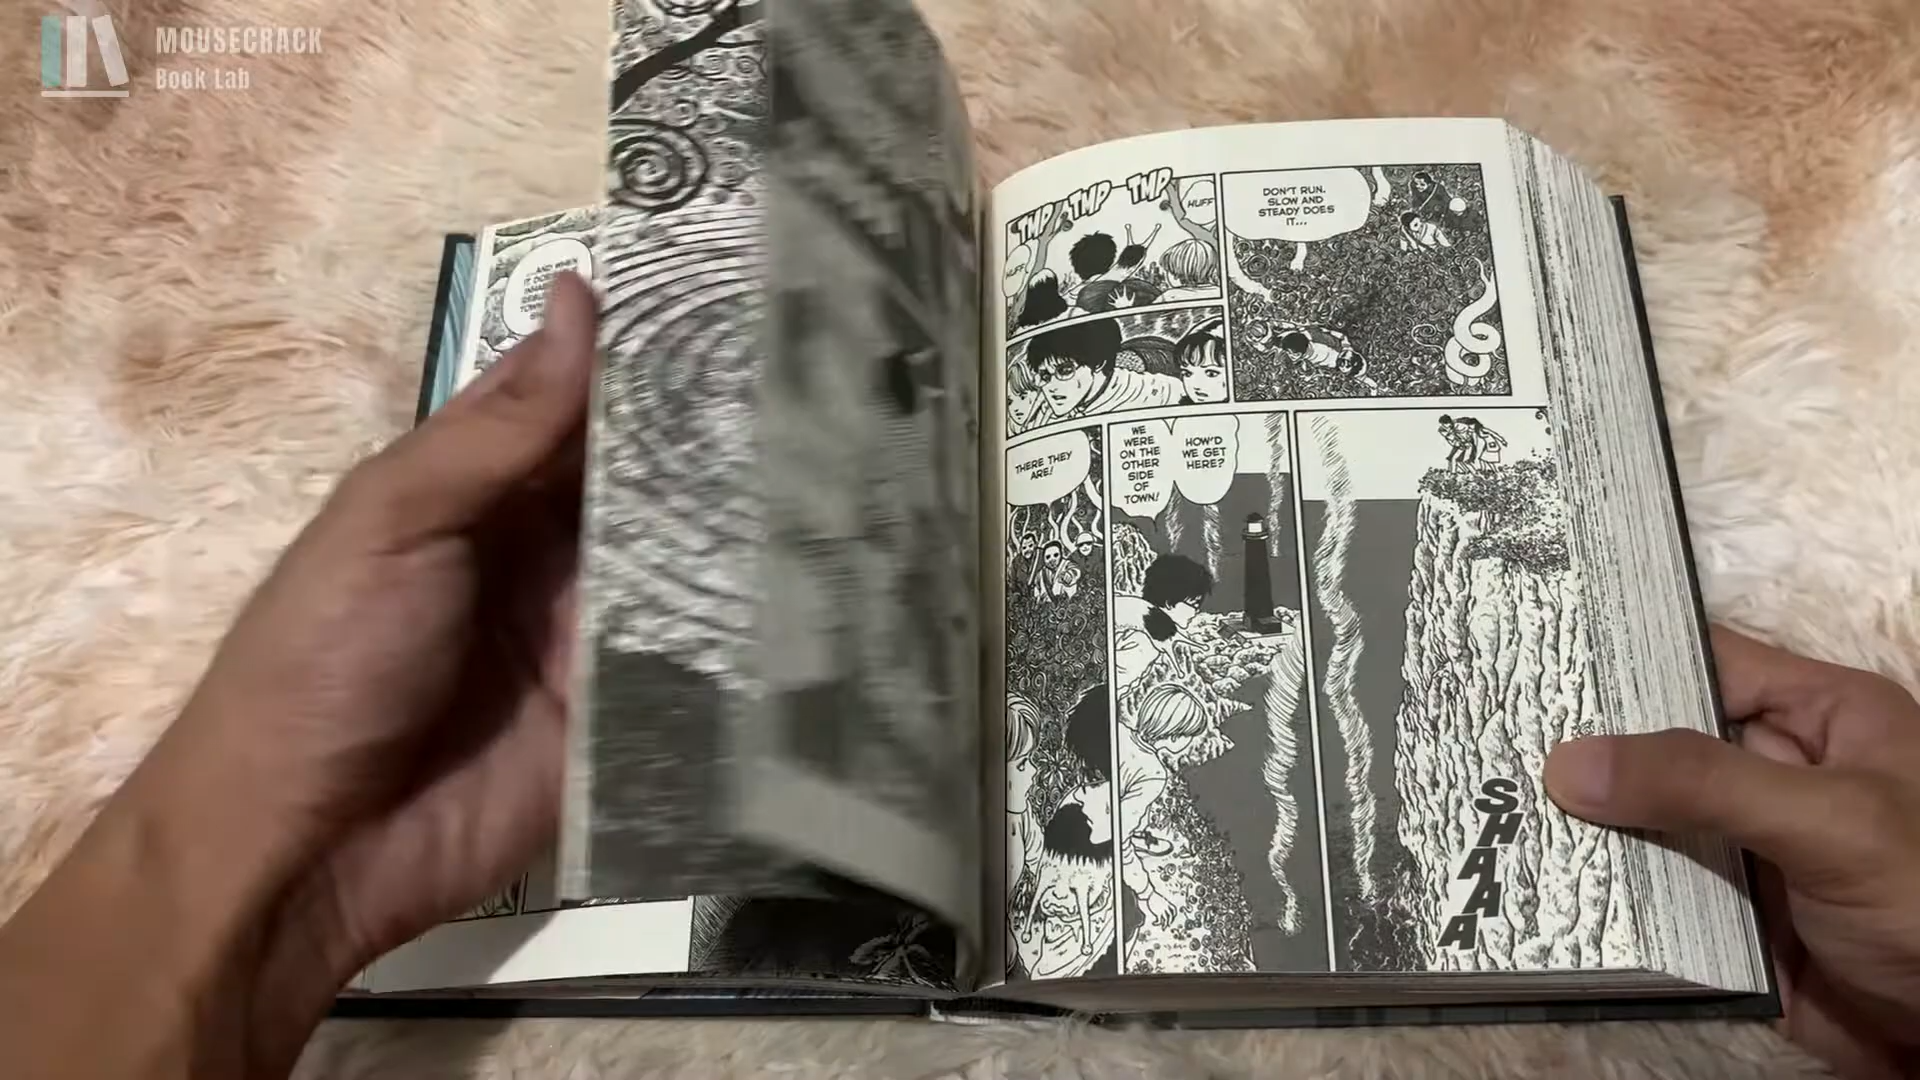 MOUSECRACK
Book Lab
...AND WHEN
TMP TMP TMP
HUFF
HUFF
DON'T RUN.
SLOW AND
STEADY DOES
IT...
THERE THEY
ARE!
WE
WERE
ON THE
OTHER
SIDE
OF
TOWN!
HOW'D
WE GET
HERE?
SHAAA